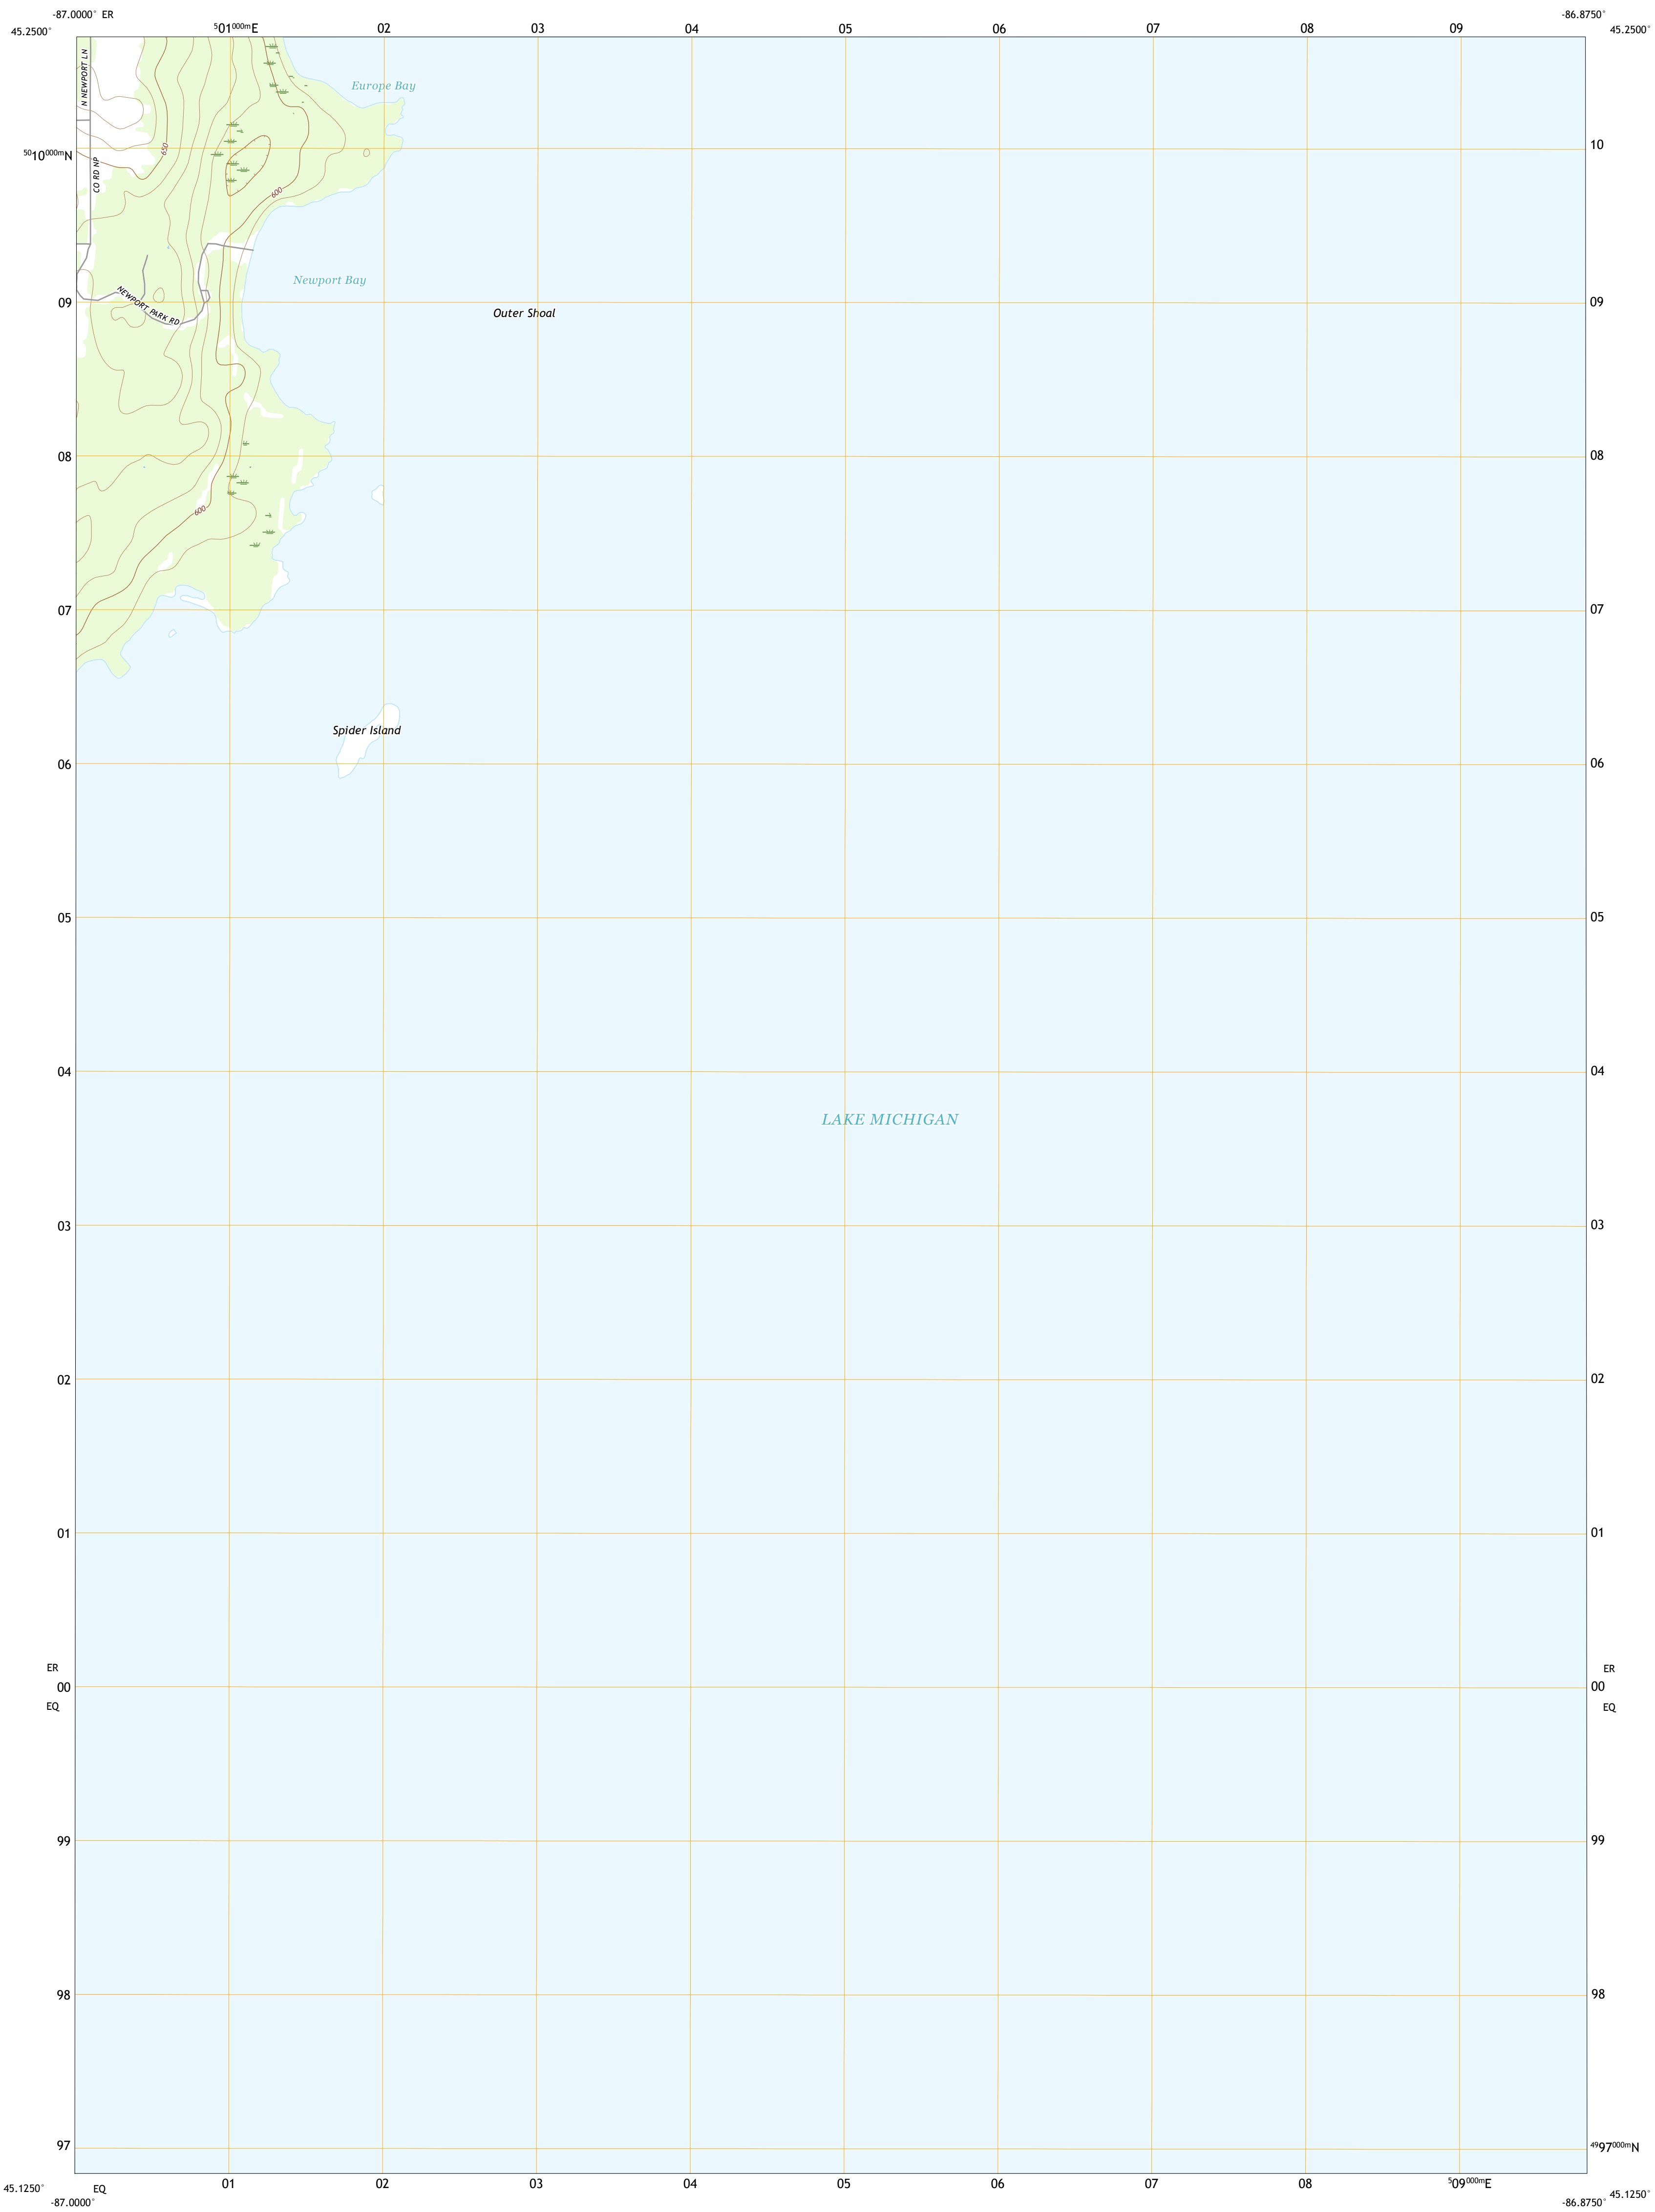 -87.0000° ER
-86.8750°
45.2500°
⁵01⁰⁰⁰ᵐE 02 03 04 05 06 07 08 09
45.2500°
N NEWPORT LN
Europe Bay
650
⁵⁰10⁰⁰⁰ᵐN
10
CO RD NP
600
Newport Bay
09
NEWPORT PARK RD
Outer Shoal
09
08
08
600
07
07
Spider Island
06
06
05
05
04
04
LAKE MICHIGAN
03
03
02
02
01
01
ER
ER
00
00
EQ
EQ
99
99
98
98
97
⁴⁹97⁰⁰⁰ᵐN
45.1250° EQ
01 02 03 04 05 06 07 08 ⁵09⁰⁰⁰ᵐE
45.1250°
-87.0000°
-86.8750°